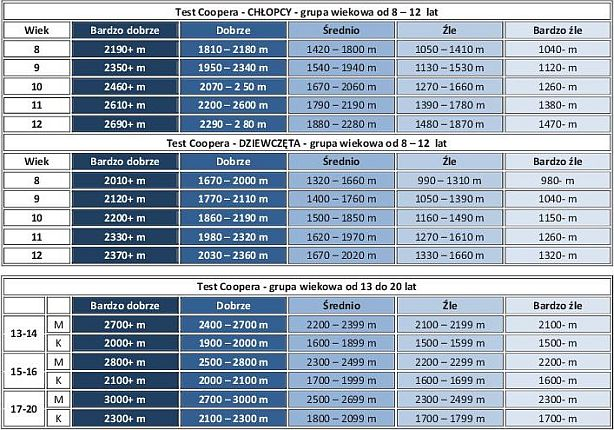 Test Coopera - CHŁOPCY - grupa wiekowa od 8 – 12 lat
Wiek Bardzo dobrze Dobrze Średnio Źle Bardzo źle
8 2190+ m 1810 – 2180 m 1420 – 1800 m 1050 – 1410 m 1040- m
9 2350+ m 1950 – 2340 m 1540 – 1940 m 1130 – 1530 m 1120- m
10 2460+ m 2070 – 2 50 m 1670 – 2060 m 1270 – 1660 m 1260- m
11 2610+ m 2200 – 2600 m 1790 – 2190 m 1390 – 1780 m 1380- m
12 2690+ m 2290 – 2 80 m 1880 – 2280 m 1480 – 1870 m 1470- m
Test Coopera - DZIEWCZĘTA - grupa wiekowa od 8 – 12 lat
Wiek Bardzo dobrze Dobrze Średnio Źle Bardzo źle
8 2010+ m 1670 – 2000 m 1320 – 1660 m 990 – 1310 m 980- m
9 2120+ m 1770 – 2110 m 1400 – 1760 m 1050 – 1390 m 1040- m
10 2200+ m 1860 – 2190 m 1500 – 1850 m 1160 – 1490 m 1150- m
11 2330+ m 1980 – 2320 m 1620 – 1970 m 1270 – 1610 m 1260- m
12 2370+ m 2030 – 2360 m 1670 – 2020 m 1330 – 1660 m 1320- m
Test Coopera - grupa wiekowa od 13 do 20 lat
Bardzo dobrze Dobrze Średnio Źle Bardzo źle
13-14 M 2700+ m 2400 – 2700 m 2200 – 2399 m 2100 – 2199 m 2100- m
K 2000+ m 1900 – 2000 m 1600 – 1899 m 1500 – 1599 m 1500- m
15-16 M 2800+ m 2500 – 2800 m 2300 – 2499 m 2200 – 2299 m 2200- m
K 2100+ m 2000 – 2100 m 1700 – 1999 m 1600 – 1699 m 1600- m
17-20 M 3000+ m 2700 – 3000 m 2500 – 2699 m 2300 – 2499 m 2300- m
K 2300+ m 2100 – 2300 m 1800 – 2099 m 1700 – 1799 m 1700- m